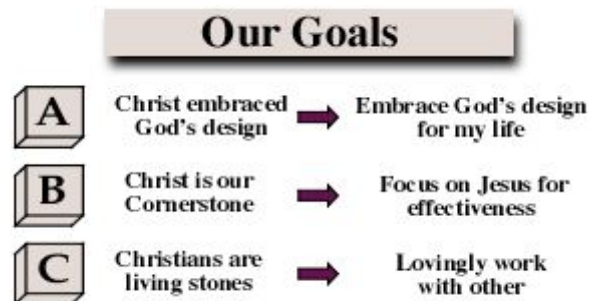 Our Goals
A
Christ embraced
God's design
Embrace God's design
for my life
B
Christ is our
Cornerstone
Focus on Jesus for
effectiveness
C
Christians are
living stones
Lovingly work
with other